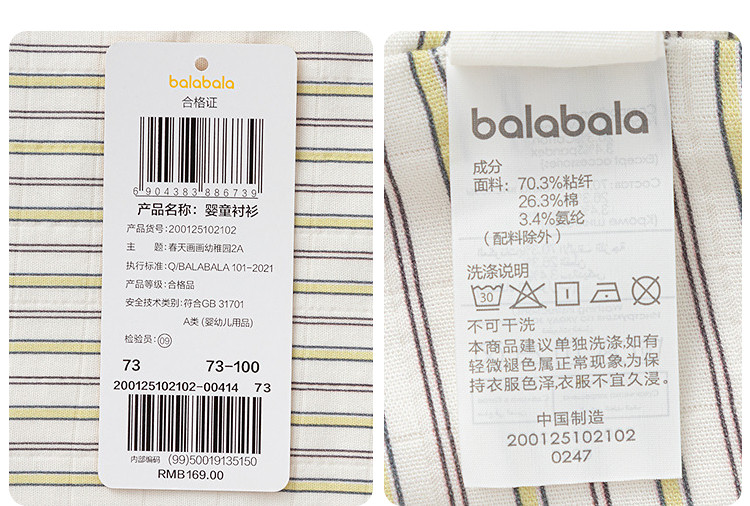 balabala
合格证
6 904383 886739
产品名称: 婴童衬衫
产品货号:200125102102
主 题:春天画画幼稚园2A
执行标准:Q/BALABALA 101-2021
产品等级:合格品
安全技术类别:符合GB 31701
A类 (婴幼儿用品)
检验员:09
73 73-100
200125102102-00414 73
内部编码 (99)50019135150
RMB169.00
balabala
成分
面料: 70.3%粘纤
26.3%棉
3.4%氨纶
(配料除外)
洗涤说明
30
不可干洗
本商品建议单独洗涤,如有
轻微褪色属正常现象,为保
持衣服色泽,衣服不宜久浸。
中国制造
200125102102
0247